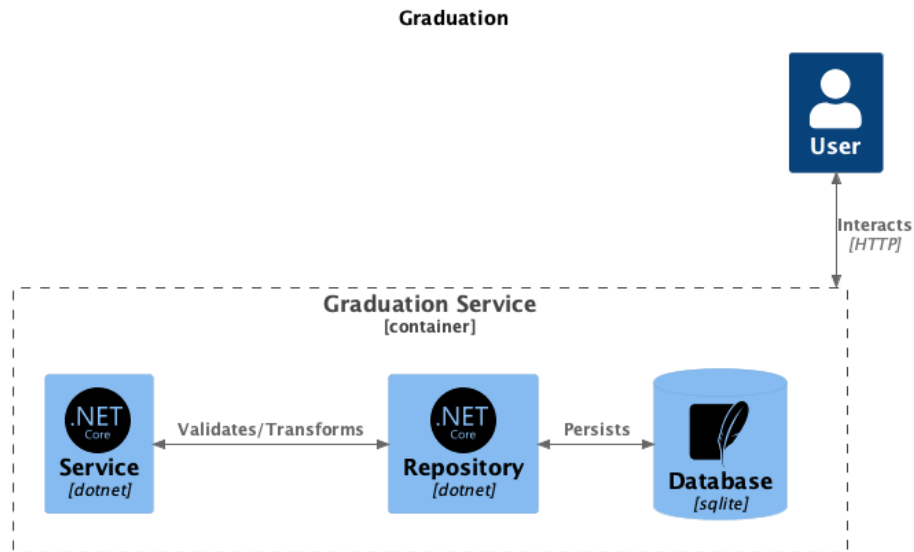 Graduation
User
Interacts
[HTTP]
Graduation Service
[container]
.NET
Core
Service
[dotnet]
Validates/Transforms
.NET
Core
Repository
[dotnet]
Persists
Database
[sqlite]